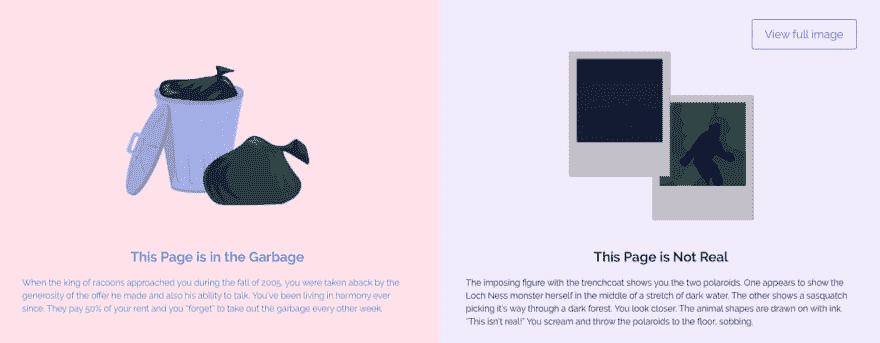 View full image
This Page is in the Garbage
When the king of racoons approached you during the fall of 2005, you were taken aback by the
generosity of the offer he made and also his ability to talk. You've been living in harmony ever
since. They pay 50% of your rent and you "forget" to take out the garbage every other week.
This Page is Not Real
The imposing figure with the trenchcoat shows you the two polaroids. One appears to show the
Loch Ness monster herself in the middle of a stretch of dark water. The other shows a sasquatch
picking it's way through a dark forest. You look closer. The animal shapes are drawn on with ink.
"This isn't real!" You scream and throw the polaroids to the floor, sobbing.